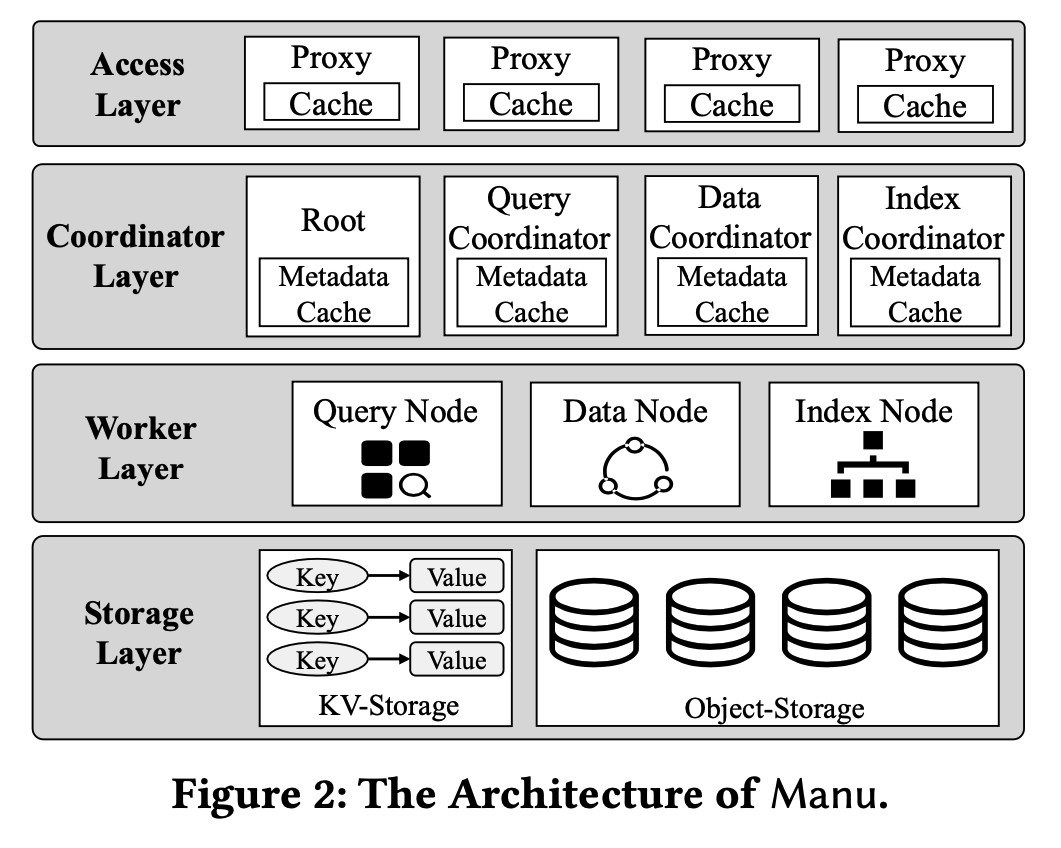 Access
Layer
Proxy
Cache
Proxy
Cache
Proxy
Cache
Proxy
Cache
Coordinator
Layer
Root
Metadata
Cache
Query
Coordinator
Metadata
Cache
Data
Coordinator
Metadata
Cache
Index
Coordinator
Metadata
Cache
Worker
Layer
Query Node
Data Node
Index Node
Storage
Layer
Key
Value
Key
Value
Key
Value
KV-Storage
Object-Storage
Figure 2: The Architecture of Manu.